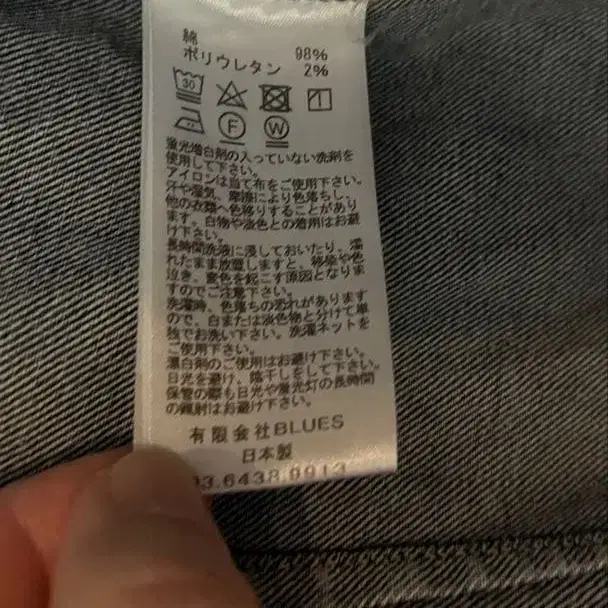 綿 98%
ポリウレタン 2%
30
F W
蛍光増白剤の入っていない洗剤を
使用して下さい。
アイロンは当て布をご使用下さい。
汗や湿気、摩擦により色落ちし、
他の衣類へ色移りすることがあり
ます。白物や淡色との着用はお避
け下さい。
長時間洗液に浸しておいたり、濡
れたまま放置しますと、移染や色
泣き、変色を起こす原因となりま
すのでご注意下さい。
洗濯時、色落ちの恐れがあります
ので、白または淡色物と分けて単
独でお洗い下さい。洗濯ネットを
ご使用下さい。
漂白剤のご使用はお避け下さい。
日光を避け、陰干しをして下さい。
保管の際も日光や蛍光灯の長時間
の照射はお避け下さい。
有限会社BLUES
日本製
03.6438.9913